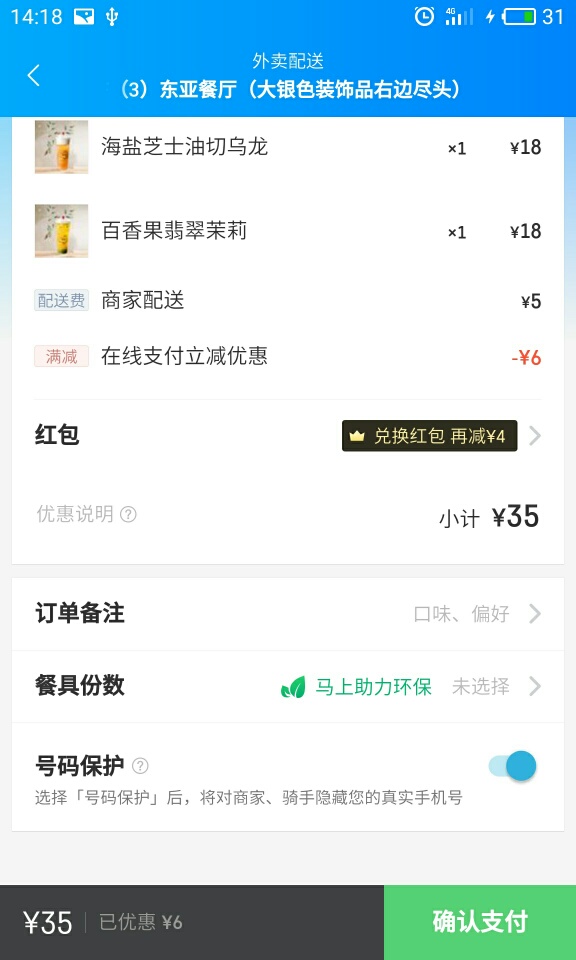 14:18 4G 31
外卖配送
（3）东亚餐厅（大银色装饰品右边尽头）
海盐芝士油切乌龙 ×1 ¥18
百香果翡翠茉莉 ×1 ¥18
配送费 商家配送 ¥5
满减 在线支付立减优惠 -¥6
红包 兑换红包 再减¥4
优惠说明 ? 小计 ¥35
订单备注 口味、偏好
餐具份数 马上助力环保 未选择
号码保护 ?
选择「号码保护」后，将对商家、骑手隐藏您的真实手机号
¥35 已优惠 ¥6 确认支付